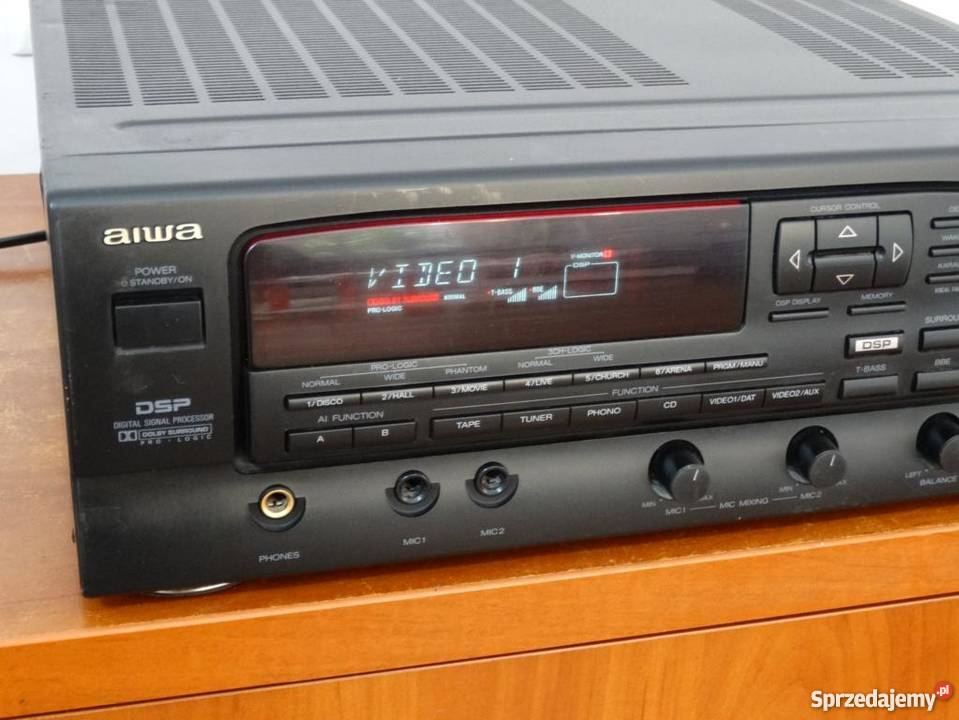 aiwa
POWER
STANDBY/ON
VIDEO 1
DOLBY SURROUND NORMAL
PRO·LOGIC
T-BASS BBE
T-MONITOR
DSP
CURSOR CONTROL
DSP DISPLAY
MEMORY
DSP
T-BASS
BBE
SURROU
PRO-LOGIC
3CH-LOGIC
NORMAL WIDE PHANTOM NORMAL WIDE
1/DISCO 2/HALL 3/MOVIE 4/LIVE 5/CHURCH 6/ARENA PRGM/MANU
AI FUNCTION
FUNCTION
A B TAPE TUNER PHONO CD VIDEO1/DAT VIDEO2/AUX
DSP
DIGITAL SIGNAL PROCESSOR
DOLBY SURROUND
PRO·LOGIC
PHONES
MIC1
MIC2
MIN MAX
MIC1 MIC MIXING MIC2
MIN MAX
LEFT
BALANCE
Sprzedajemy.pl